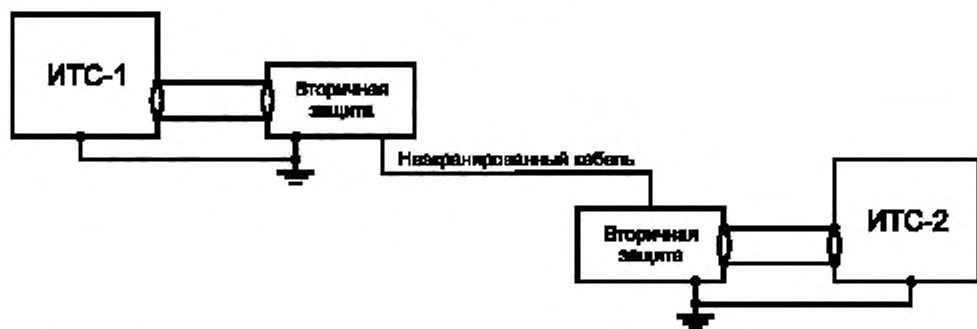 ИТС-1
Вторичная
защита
Неэкранированный кабель
Вторичная
защита
ИТС-2